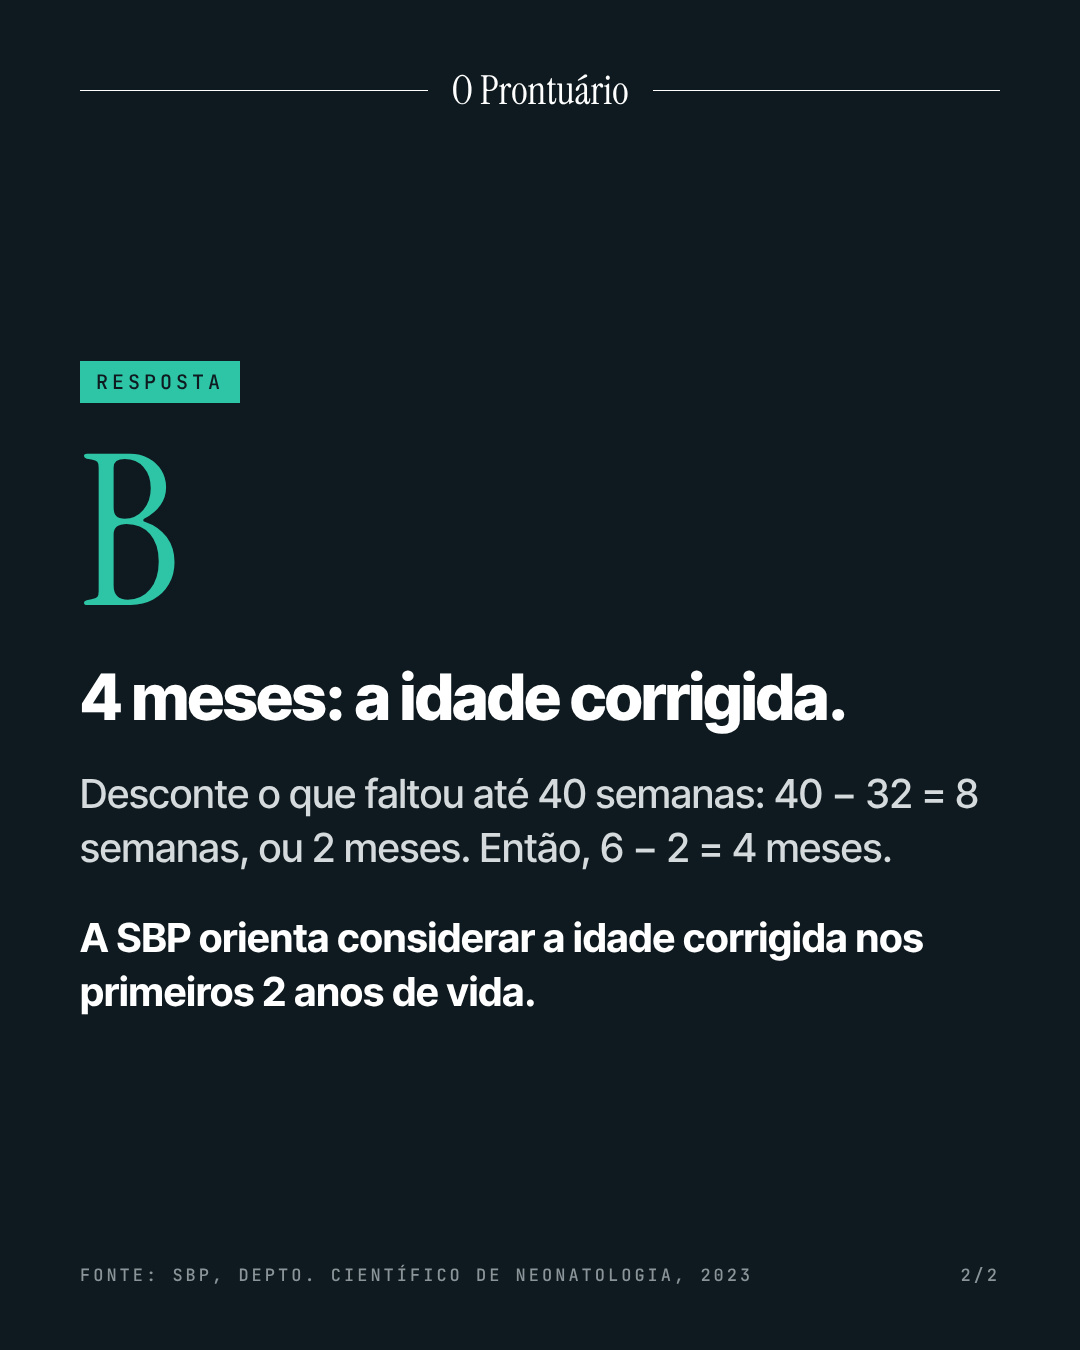 O Prontuário
RESPOSTA
B
4 meses: a idade corrigida.
Desconte o que faltou até 40 semanas: 40 − 32 = 8
semanas, ou 2 meses. Então, 6 − 2 = 4 meses.
A SBP orienta considerar a idade corrigida nos
primeiros 2 anos de vida.
FONTE: SBP, DEPTO. CIENTÍFICO DE NEONATOLOGIA, 2023
2/2